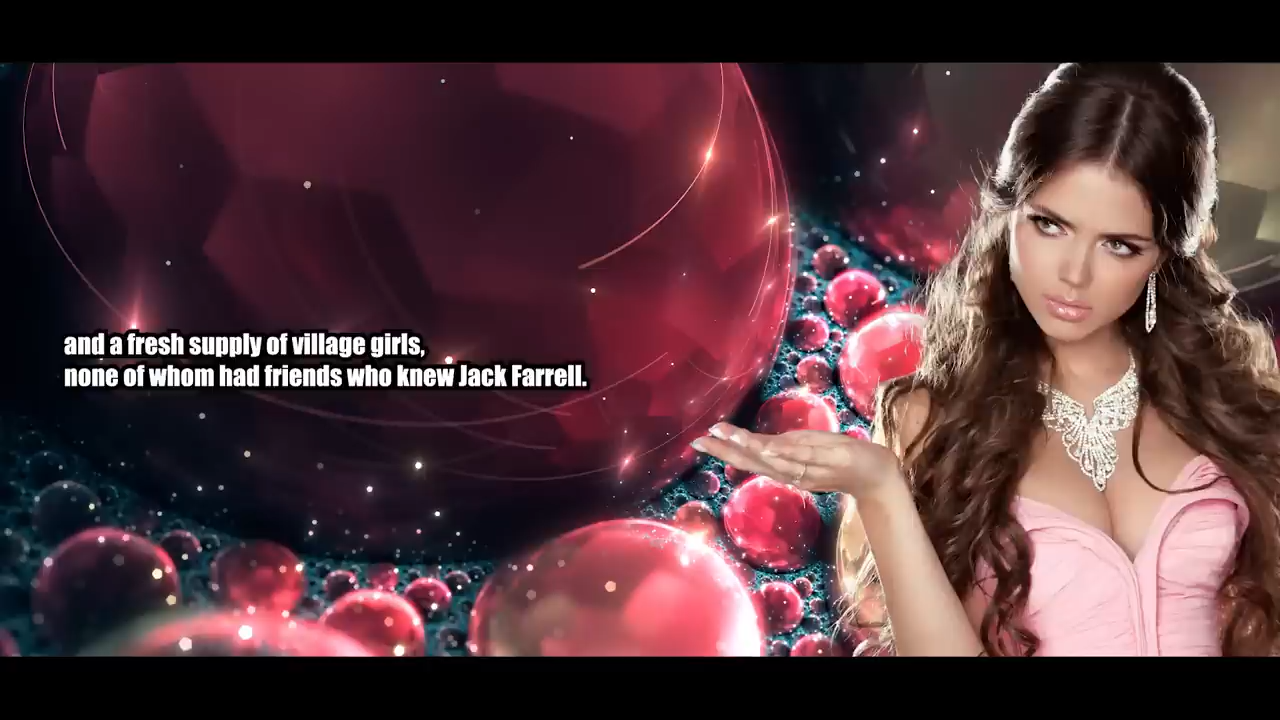 and a fresh supply of village girls,
none of whom had friends who knew Jack Farrell.